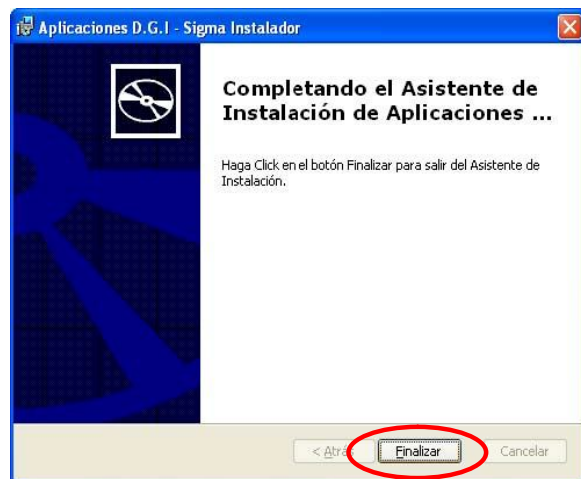 Aplicaciones D.G.I - Sigma Instalador
Completando el Asistente de
Instalación de Aplicaciones ...
Haga Click en el botón Finalizar para salir del Asistente de
Instalación.
< Atrás Finalizar Cancelar